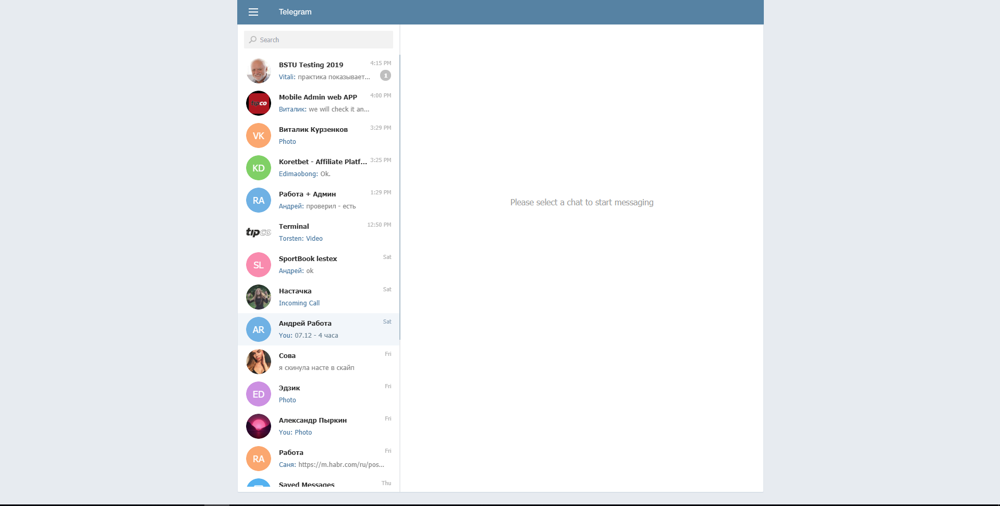 Telegram
Search
BSTU Testing 2019 4:15 PM
Vitali: практика показывает... 1
tipco
Mobile Admin web APP 4:00 PM
Виталик: we will check it an...
VK
Виталик Курзенков 3:29 PM
Photo
KD
Koretbet - Affiliate Platf... 3:25 PM
Edimaobong: Ok.
RA
Работа + Админ 1:29 PM
Андрей: проверил - есть
tipco
Terminal 12:50 PM
Torsten: Video
SL
SportBook lestex Sat
Андрей: ok
Настачка Sat
Incoming Call
AR
Андрей Работа Sat
You: 07.12 - 4 часа
Сова Fri
я скинула насте в скайп
ED
Эдзик Fri
Photo
Александр Пыркин Fri
You: Photo
RA
Работа Fri
Саня: https://m.habr.com/ru/pos...
Saved Messages Thu
Please select a chat to start messaging